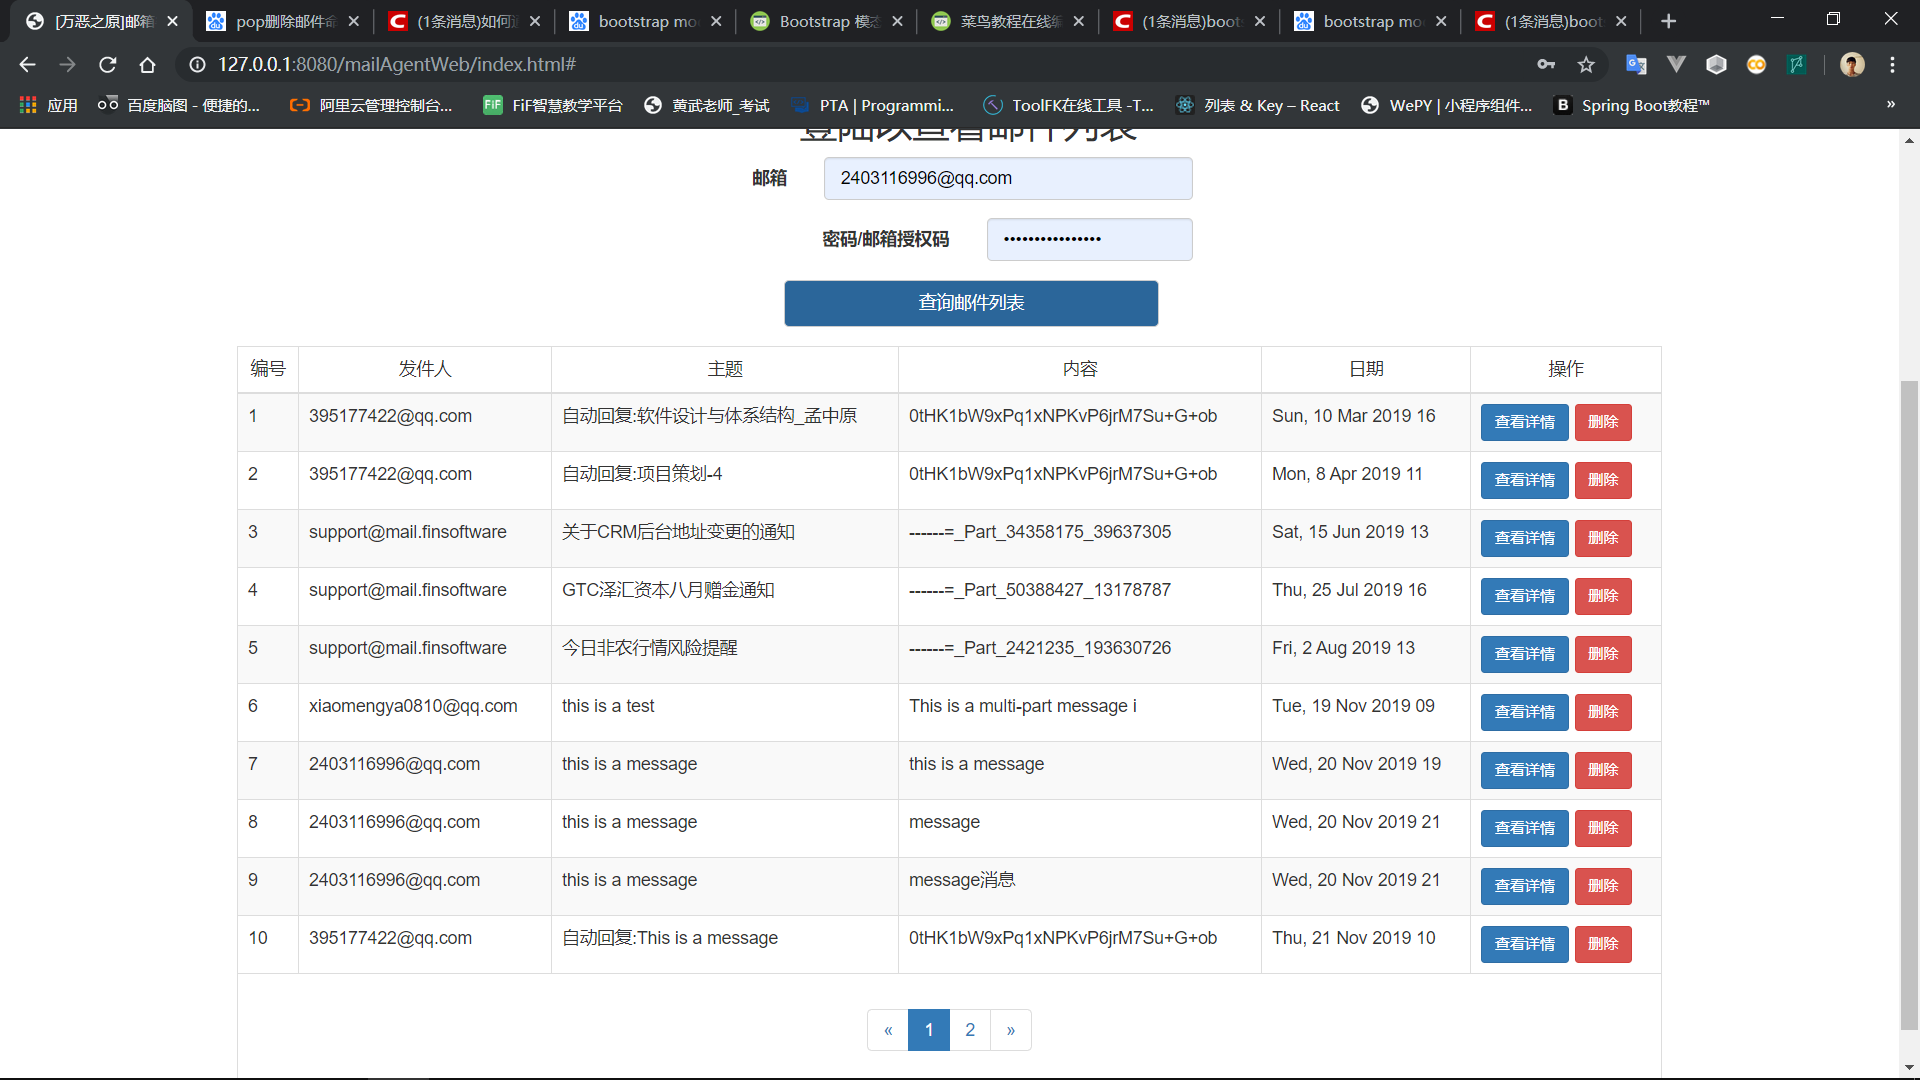 [万恶之原]邮箱
pop删除邮件命
(1条消息)如何
bootstrap mo
Bootstrap 模态
菜鸟教程在线编
(1条消息)boot
bootstrap mo
(1条消息)boot
127.0.0.1:8080/mailAgentWeb/index.html#
应用
百度脑图 - 便捷的...
阿里云管理控制台...
FiF FiF智慧教学平台
黄武老师_考试
PTA | Programmi...
ToolFK在线工具 -T...
列表 & Key – React
WePY | 小程序组件...
B Spring Boot教程™
»
登陆以查看邮件列表
邮箱 2403116996@qq.com
密码/邮箱授权码 ••••••••••••••••
查询邮件列表
编号 发件人 主题 内容 日期 操作
1 395177422@qq.com 自动回复:软件设计与体系结构_孟中原 0tHK1bW9xPq1xNPKvP6jrM7Su+G+ob Sun, 10 Mar 2019 16 查看详情 删除
2 395177422@qq.com 自动回复:项目策划-4 0tHK1bW9xPq1xNPKvP6jrM7Su+G+ob Mon, 8 Apr 2019 11 查看详情 删除
3 support@mail.finsoftware 关于CRM后台地址变更的通知 ------=_Part_34358175_39637305 Sat, 15 Jun 2019 13 查看详情 删除
4 support@mail.finsoftware GTC泽汇资本八月赠金通知 ------=_Part_50388427_13178787 Thu, 25 Jul 2019 16 查看详情 删除
5 support@mail.finsoftware 今日非农行情风险提醒 ------=_Part_2421235_193630726 Fri, 2 Aug 2019 13 查看详情 删除
6 xiaomengya0810@qq.com this is a test This is a multi-part message i Tue, 19 Nov 2019 09 查看详情 删除
7 2403116996@qq.com this is a message this is a message Wed, 20 Nov 2019 19 查看详情 删除
8 2403116996@qq.com this is a message message Wed, 20 Nov 2019 21 查看详情 删除
9 2403116996@qq.com this is a message message消息 Wed, 20 Nov 2019 21 查看详情 删除
10 395177422@qq.com 自动回复:This is a message 0tHK1bW9xPq1xNPKvP6jrM7Su+G+ob Thu, 21 Nov 2019 10 查看详情 删除
« 1 2 »